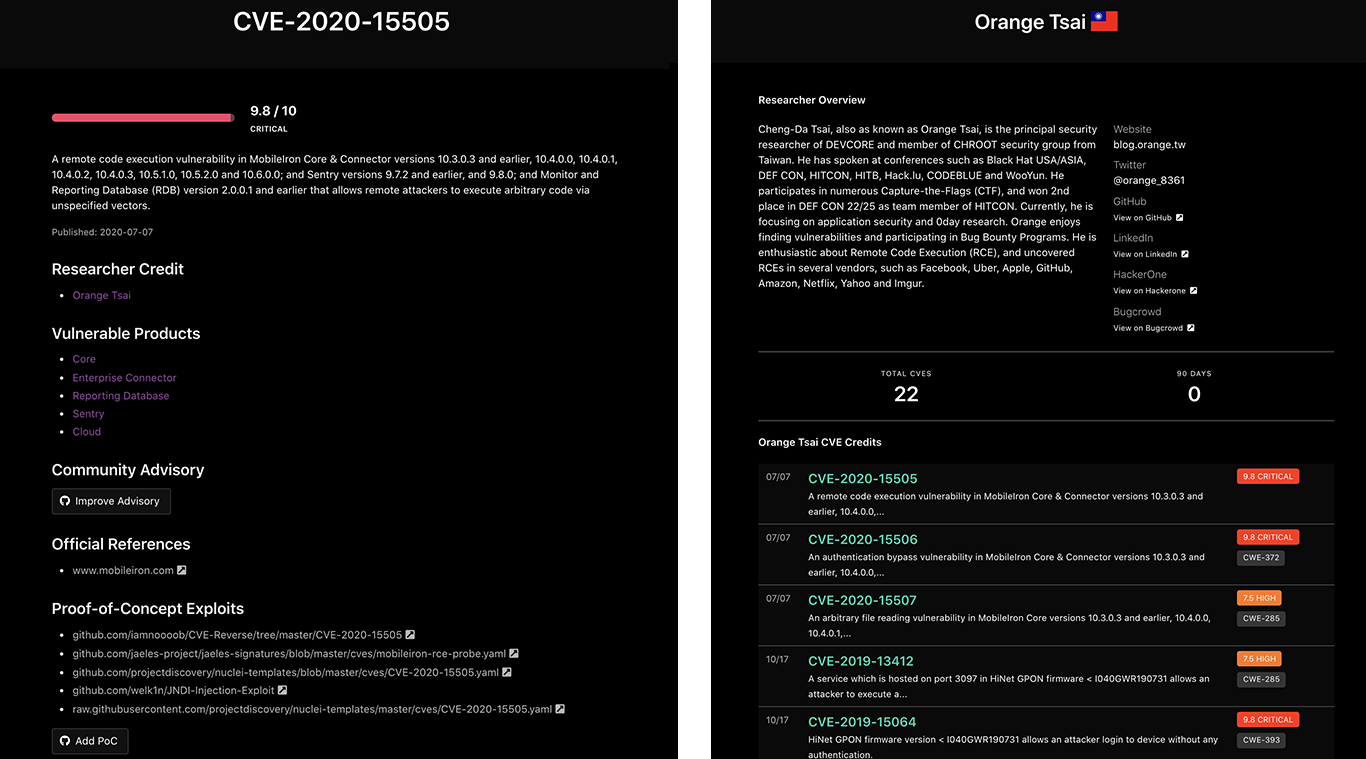 CVE-2020-15505
9.8 / 10
CRITICAL
A remote code execution vulnerability in MobileIron Core & Connector versions 10.3.0.3 and earlier, 10.4.0.0, 10.4.0.1,
10.4.0.2, 10.4.0.3, 10.5.1.0, 10.5.2.0 and 10.6.0.0; and Sentry versions 9.7.2 and earlier, and 9.8.0; and Monitor and
Reporting Database (RDB) version 2.0.0.1 and earlier that allows remote attackers to execute arbitrary code via
unspecified vectors.
Published: 2020-07-07
Researcher Credit
• Orange Tsai
Vulnerable Products
• Core
• Enterprise Connector
• Reporting Database
• Sentry
• Cloud
Community Advisory
Improve Advisory
Official References
• www.mobileiron.com
Proof-of-Concept Exploits
• github.com/iamnoooob/CVE-Reverse/tree/master/CVE-2020-15505
• github.com/jaeles-project/jaeles-signatures/blob/master/cves/mobileiron-rce-probe.yaml
• github.com/projectdiscovery/nuclei-templates/blob/master/cves/CVE-2020-15505.yaml
• github.com/welk1n/JNDI-Injection-Exploit
• raw.githubusercontent.com/projectdiscovery/nuclei-templates/master/cves/CVE-2020-15505.yaml
Add PoC
Orange Tsai
Researcher Overview
Cheng-Da Tsai, also as known as Orange Tsai, is the principal security
researcher of DEVCORE and member of CHROOT security group from
Taiwan. He has spoken at conferences such as Black Hat USA/ASIA,
DEF CON, HITCON, HITB, Hack.lu, CODEBLUE and WooYun. He
participates in numerous Capture-the-Flags (CTF), and won 2nd
place in DEF CON 22/25 as team member of HITCON. Currently, he is
focusing on application security and 0day research. Orange enjoys
finding vulnerabilities and participating in Bug Bounty Programs. He is
enthusiastic about Remote Code Execution (RCE), and uncovered
RCEs in several vendors, such as Facebook, Uber, Apple, GitHub,
Amazon, Netflix, Yahoo and Imgur.
Website
blog.orange.tw
Twitter
@orange_8361
GitHub
View on GitHub
LinkedIn
View on LinkedIn
HackerOne
View on Hackerone
Bugcrowd
View on Bugcrowd
TOTAL CVES
22
90 DAYS
0
Orange Tsai CVE Credits
07/07 CVE-2020-15505 9.8 CRITICAL
A remote code execution vulnerability in MobileIron Core & Connector versions 10.3.0.3 and
earlier, 10.4.0.0,...
07/07 CVE-2020-15506 9.8 CRITICAL
An authentication bypass vulnerability in MobileIron Core & Connector versions 10.3.0.3 and CWE-372
earlier, 10.4.0.0,...
07/07 CVE-2020-15507 7.5 HIGH
An arbitrary file reading vulnerability in MobileIron Core versions 10.3.0.3 and earlier, 10.4.0.0, CWE-285
10.4.0.1,...
10/17 CVE-2019-13412 7.5 HIGH
A service which is hosted on port 3097 in HiNet GPON firmware < I040GWR190731 allows an CWE-285
attacker to execute a...
10/17 CVE-2019-15064 9.8 CRITICAL
HiNet GPON firmware version < I040GWR190731 allows an attacker login to device without any CWE-393
authentication.